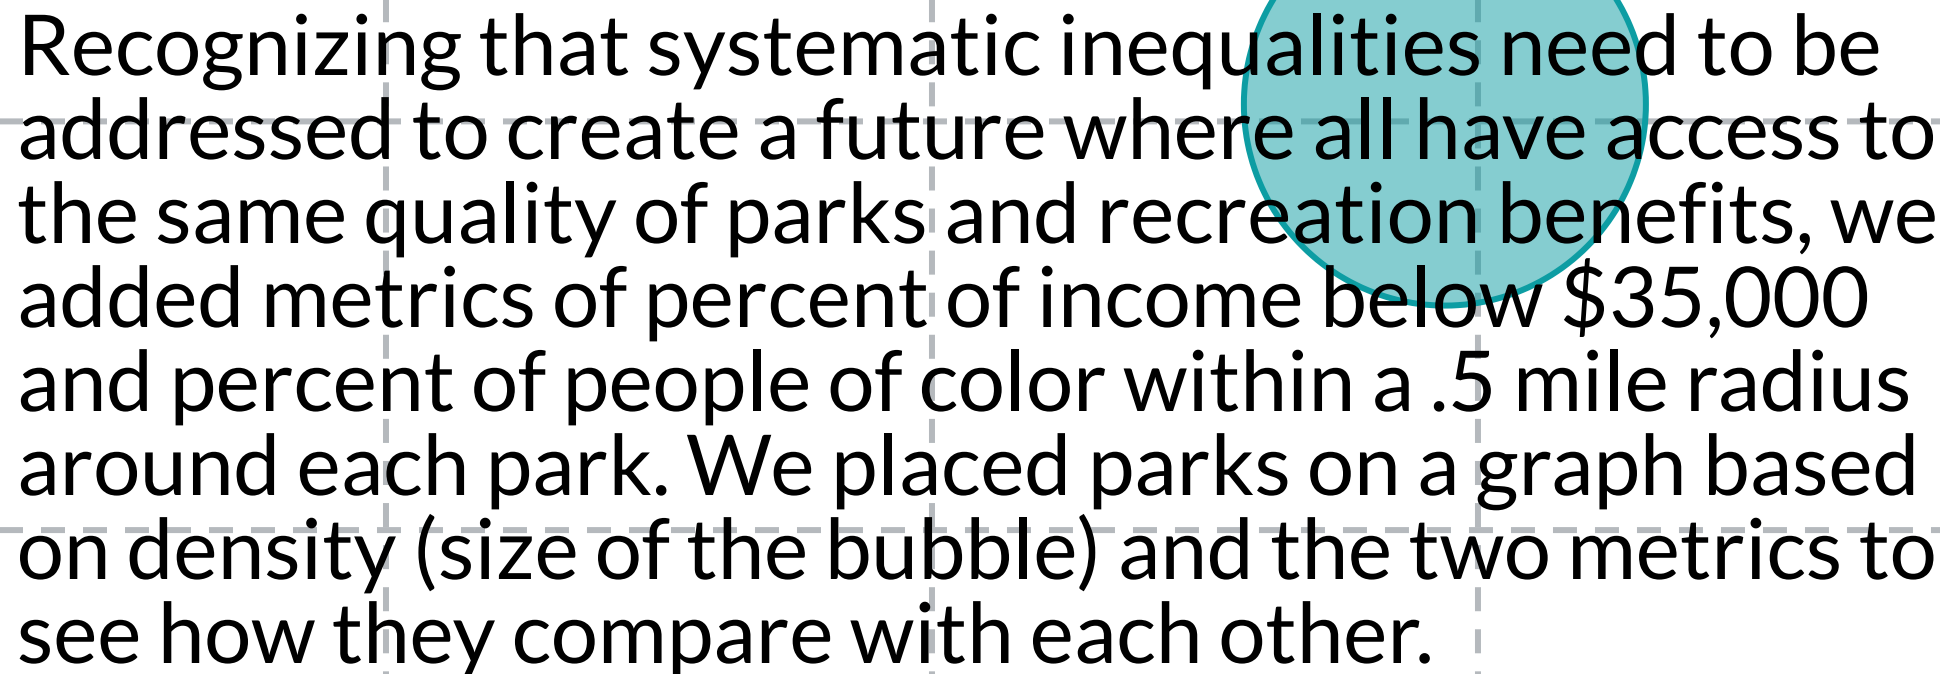 Recognizing that systematic inequalities need to be
addressed to create a future where all have access to
the same quality of parks and recreation benefits, we
added metrics of percent of income below $35,000
and percent of people of color within a .5 mile radius
around each park. We placed parks on a graph based
on density (size of the bubble) and the two metrics to
see how they compare with each other.